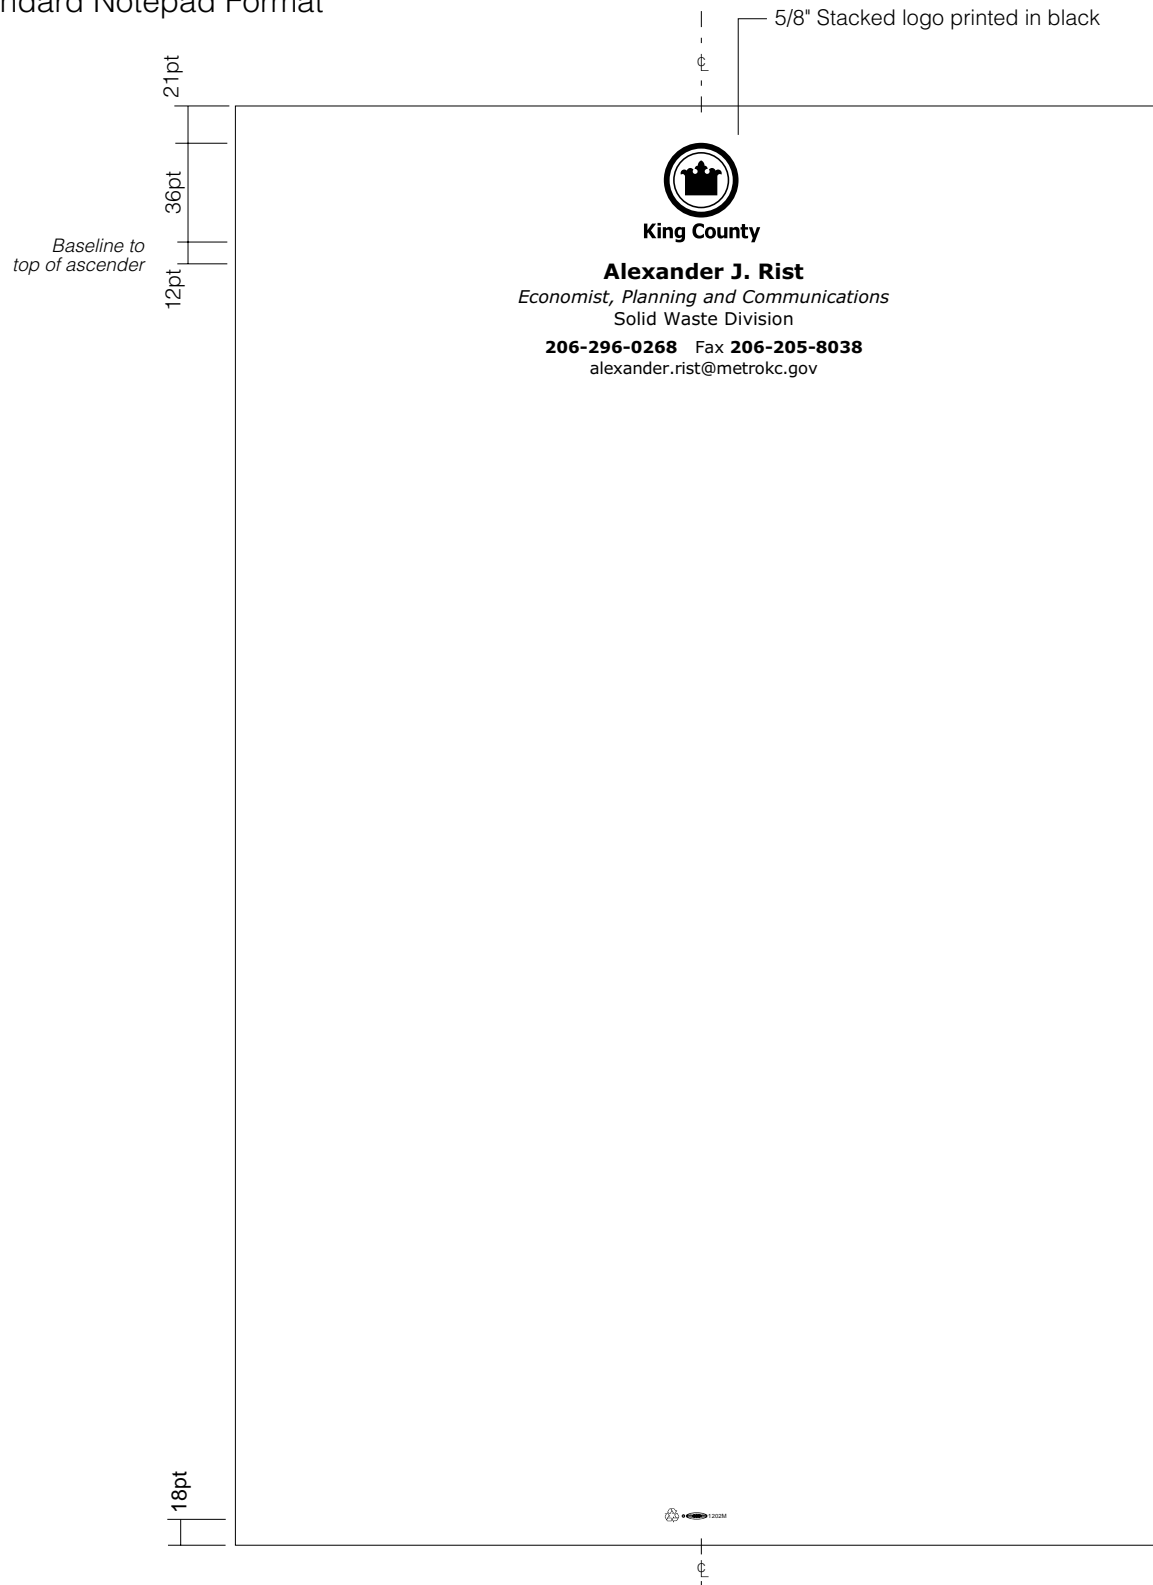 ndard Notepad Format
5/8" Stacked logo printed in black
℄
21pt
36pt
Baseline to
top of ascender
12pt
King County
Alexander J. Rist
Economist, Planning and Communications
Solid Waste Division
206-296-0268 Fax 206-205-8038
alexander.rist@metrokc.gov
18pt
1202M
℄